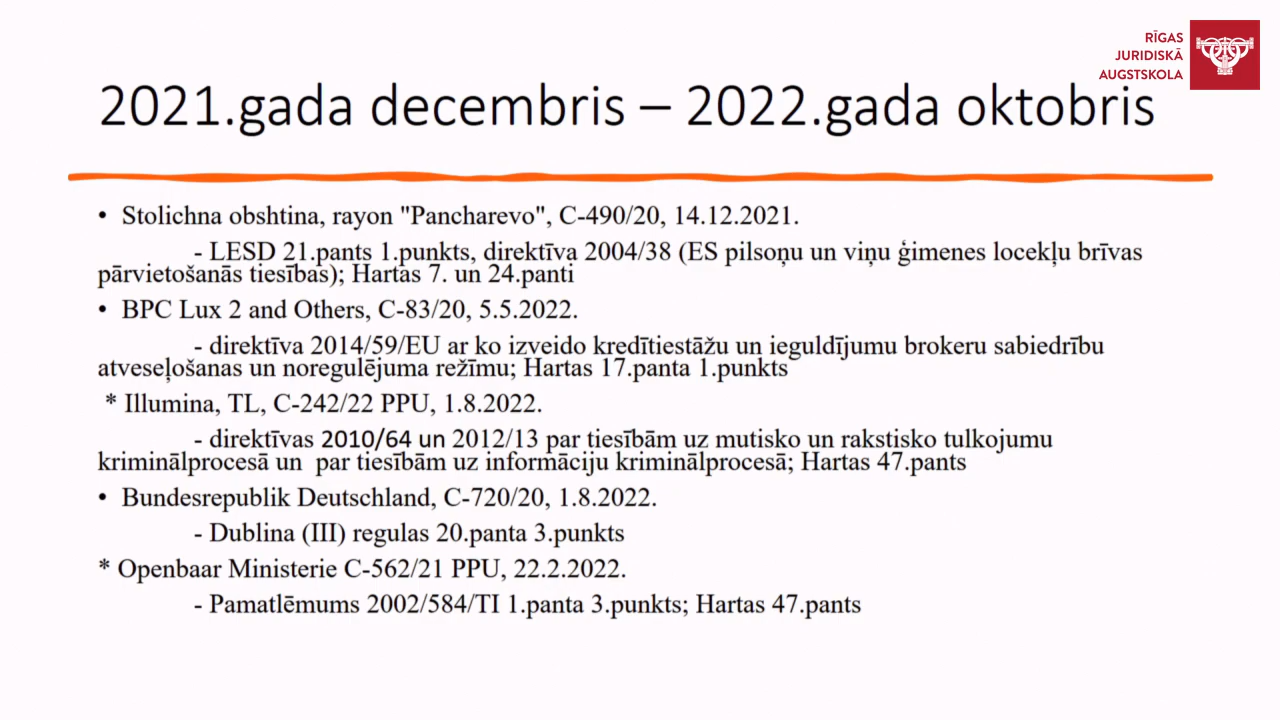 RĪGAS
JURIDISKĀ
AUGSTSKOLA
2021.gada decembris – 2022.gada oktobris
• Stolichna obshtina, rayon "Pancharevo", C-490/20, 14.12.2021.
- LESD 21.pants 1.punkts, direktīva 2004/38 (ES pilsoņu un viņu ģimenes locekļu brīvas
pārvietošanās tiesības); Hartas 7. un 24.panti
• BPC Lux 2 and Others, C-83/20, 5.5.2022.
- direktīva 2014/59/EU ar ko izveido kredītiestāžu un ieguldījumu brokeru sabiedrību
atveseļošanas un noregulējuma režīmu; Hartas 17.panta 1.punkts
* Illumina, TL, C-242/22 PPU, 1.8.2022.
- direktīvas 2010/64 un 2012/13 par tiesībām uz mutisko un rakstisko tulkojumu
kriminālprocesā un par tiesībām uz informāciju kriminālprocesā; Hartas 47.pants
• Bundesrepublik Deutschland, C-720/20, 1.8.2022.
- Dublina (III) regulas 20.panta 3.punkts
* Openbaar Ministerie C-562/21 PPU, 22.2.2022.
- Pamatlēmums 2002/584/TI 1.panta 3.punkts; Hartas 47.pants